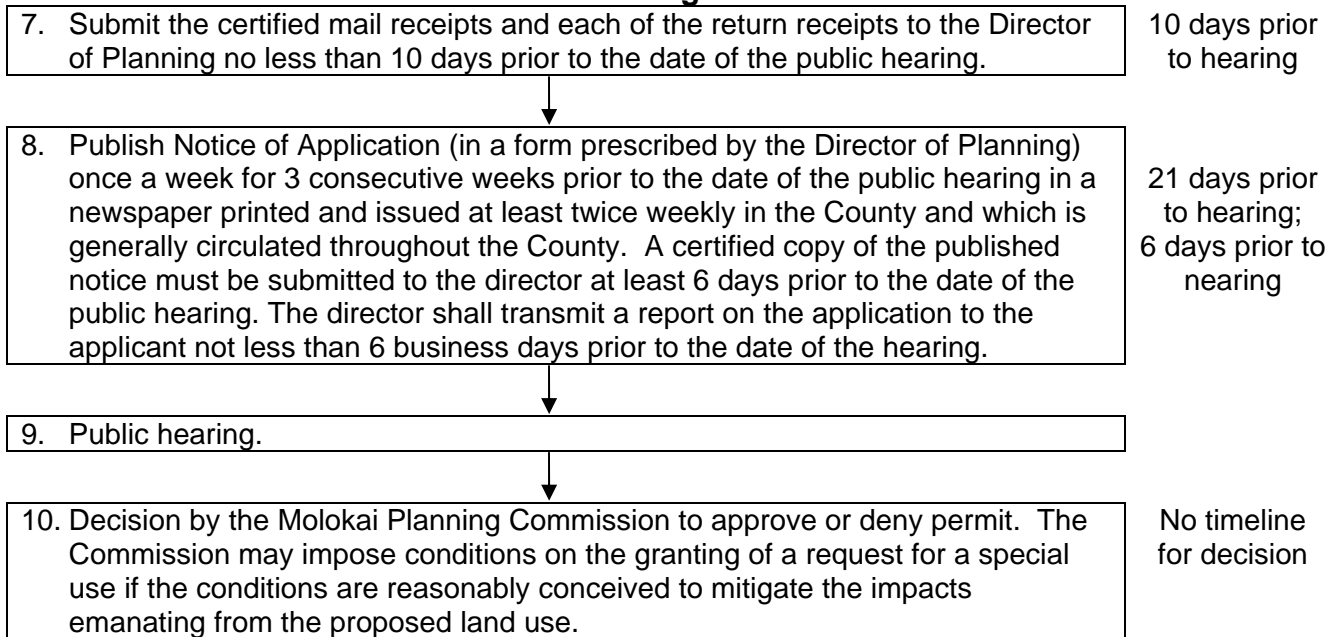 7. Submit the certified mail receipts and each of the return receipts to the Director
of Planning no less than 10 days prior to the date of the public hearing.
10 days prior
to hearing
8. Publish Notice of Application (in a form prescribed by the Director of Planning)
once a week for 3 consecutive weeks prior to the date of the public hearing in a
newspaper printed and issued at least twice weekly in the County and which is
generally circulated throughout the County.  A certified copy of the published
notice must be submitted to the director at least 6 days prior to the date of the
public hearing. The director shall transmit a report on the application to the
applicant not less than 6 business days prior to the date of the hearing.
21 days prior
to hearing;
6 days prior to
nearing
9. Public hearing.
10. Decision by the Molokai Planning Commission to approve or deny permit.  The
Commission may impose conditions on the granting of a request for a special
use if the conditions are reasonably conceived to mitigate the impacts
emanating from the proposed land use.
No timeline
for decision